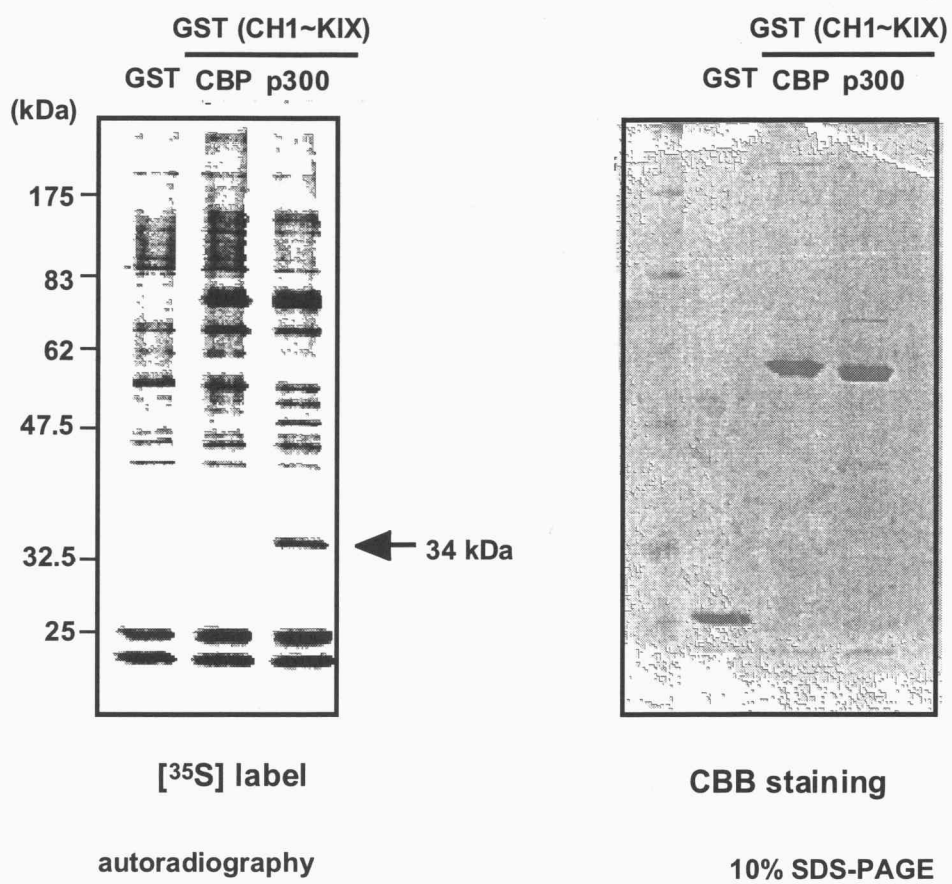 GST (CH1~KIX)
GST CBP p300
(kDa)
175
83
62
47.5
32.5
25
34 kDa
[³⁵S] label
autoradiography
GST (CH1~KIX)
GST CBP p300
CBB staining
10% SDS-PAGE